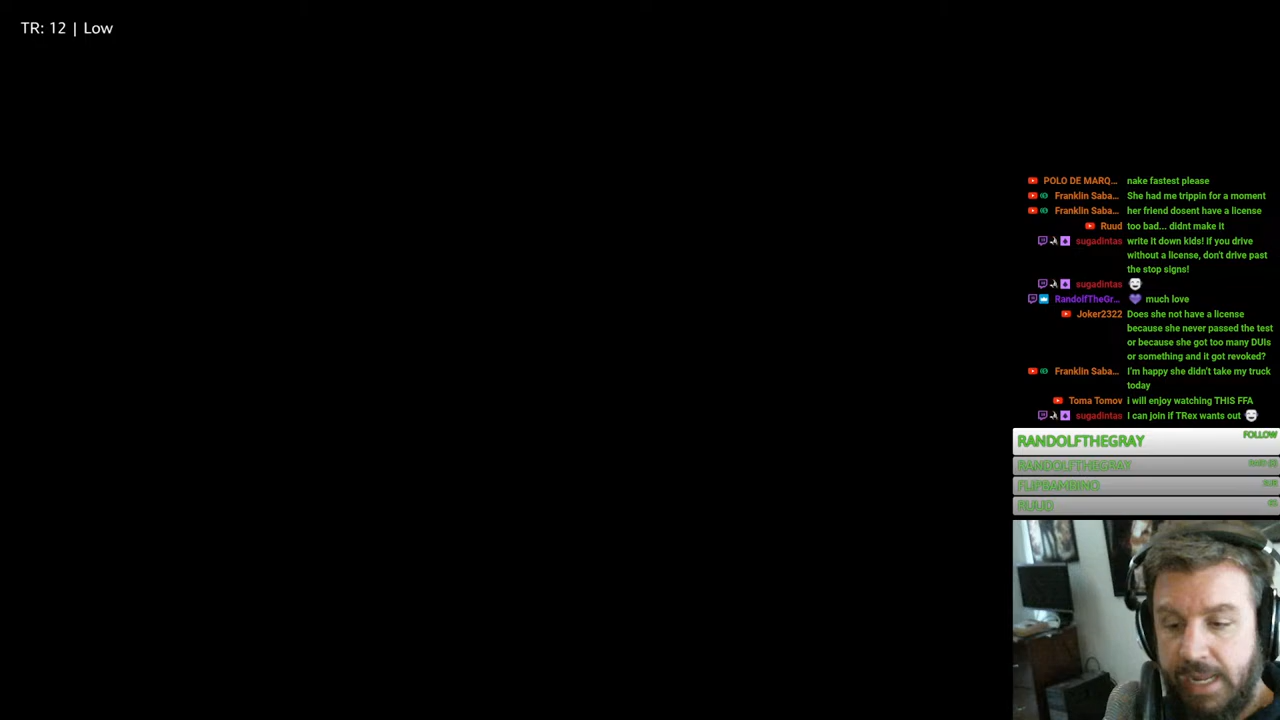 TR: 12 | Low
POLO DE MARQ... nake fastest please
Franklin Saba... She had me trippin for a moment
Franklin Saba... her friend dosent have a license
Ruud too bad... didnt make it
sugadintas write it down kids! if you drive
without a license, don't drive past
the stop signs!
sugadintas
RandolfTheGr... much love
Joker2322 Does she not have a license
because she never passed the test
or because she got too many DUIs
or something and it got revoked?
Franklin Saba... I'm happy she didn't take my truck
today
Toma Tomov i will enjoy watching THIS FFA
sugadintas I can join if TRex wants out
RANDOLFTHEGRAY FOLLOW
RANDOLFTHEGRAY
FLIPBAMBINO SUB
RUUD